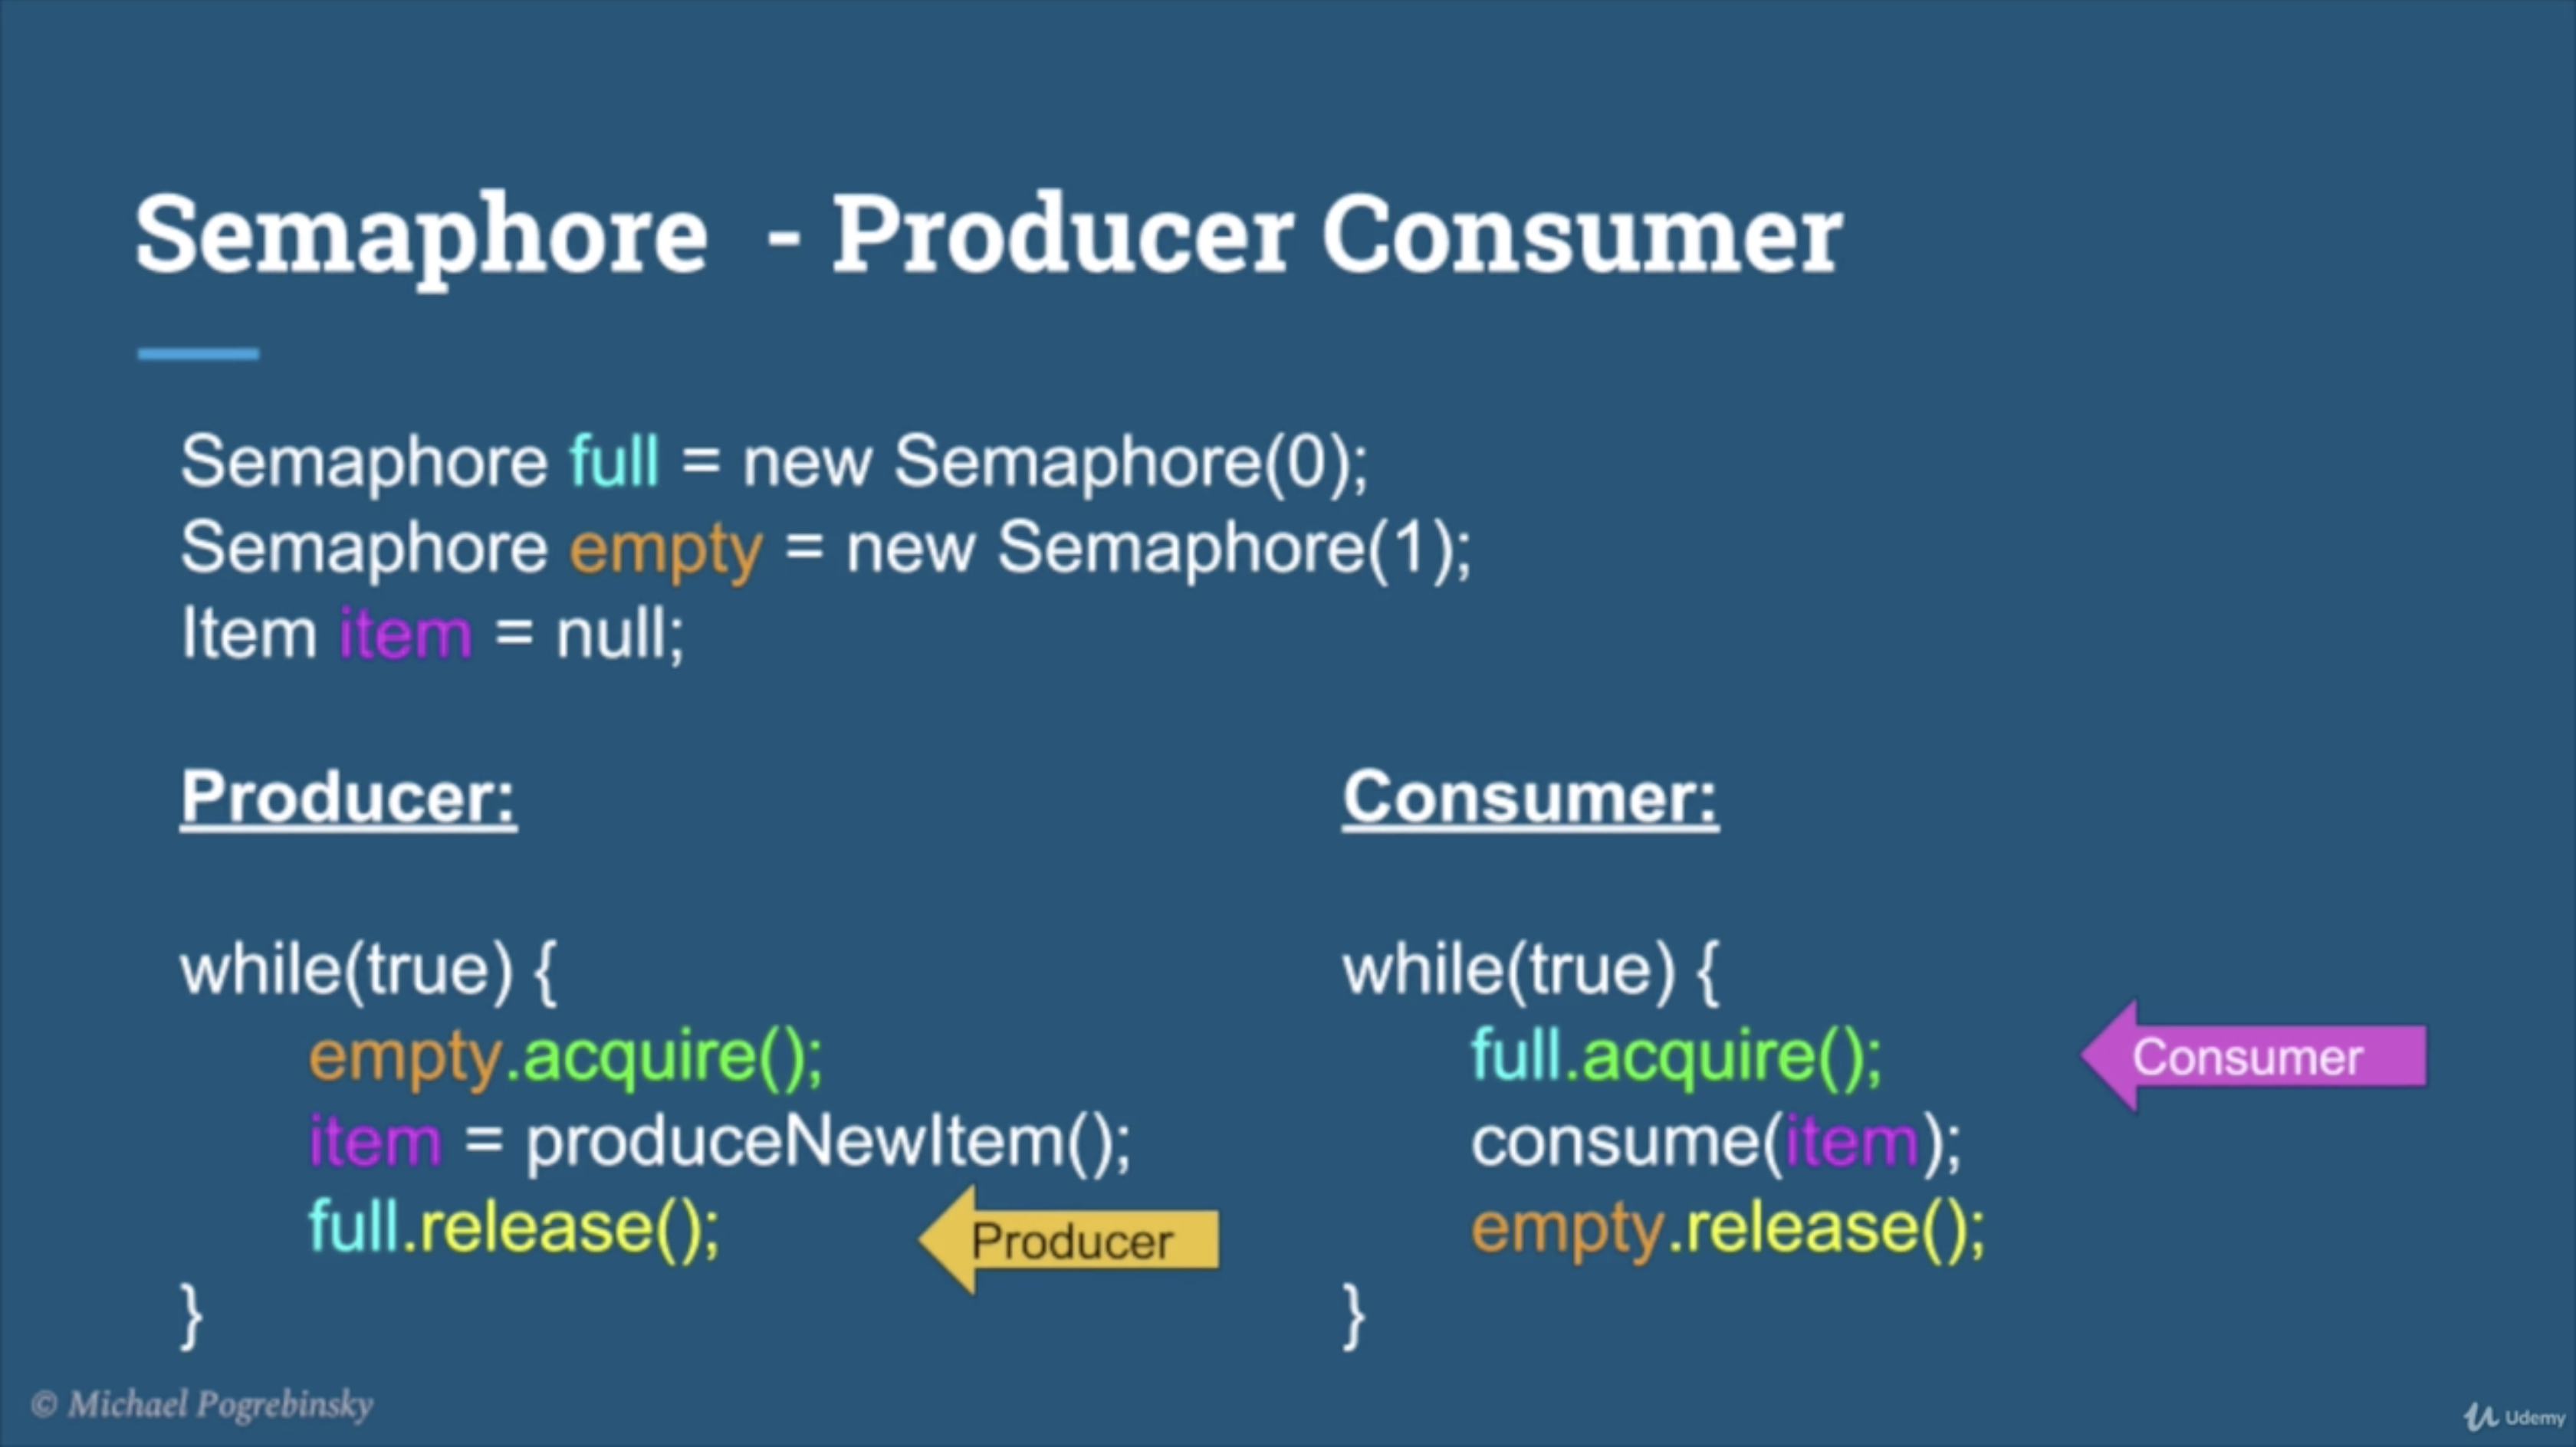 Semaphore - Producer Consumer
Semaphore full = new Semaphore(0);
Semaphore empty = new Semaphore(1);
Item item = null;
Producer:
while(true) {
empty.acquire();
item = produceNewItem();
full.release();
}
Producer
Consumer:
while(true) {
full.acquire();
consume(item);
empty.release();
}
Consumer
© Michael Pogrebinsky
Udemy